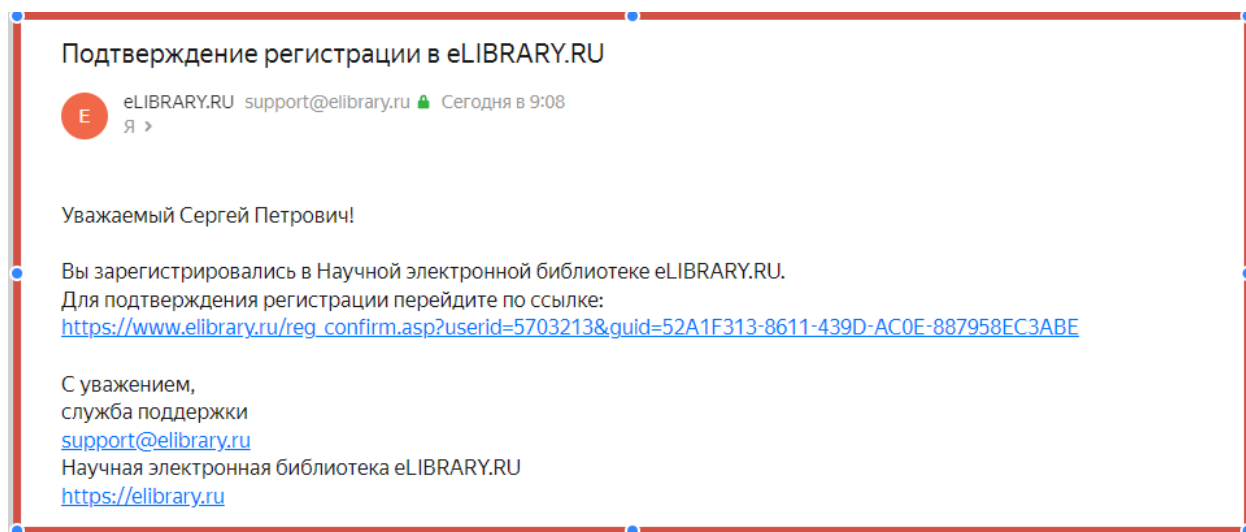 Подтверждение регистрации в eLIBRARY.RU
E
eLIBRARY.RU support@elibrary.ru Сегодня в 9:08
Я >
Уважаемый Сергей Петрович!
Вы зарегистрировались в Научной электронной библиотеке eLIBRARY.RU.
Для подтверждения регистрации перейдите по ссылке:
https://www.elibrary.ru/reg_confirm.asp?userid=5703213&guid=52A1F313-8611-439D-AC0E-887958EC3ABE
С уважением,
служба поддержки
support@elibrary.ru
Научная электронная библиотека eLIBRARY.RU
https://elibrary.ru